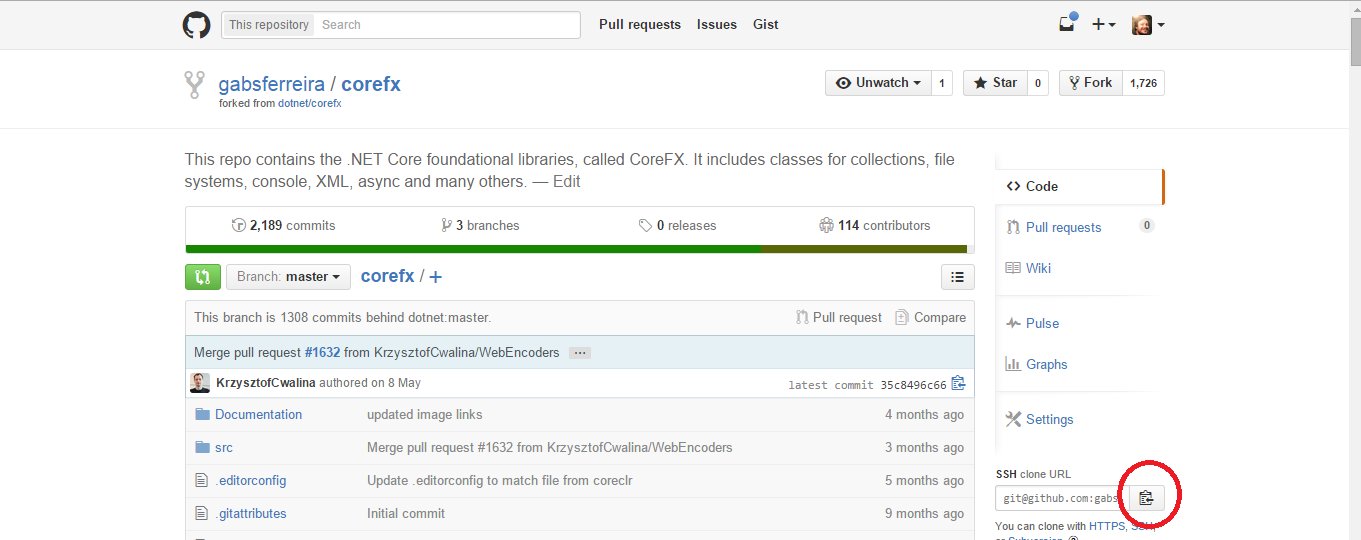 This repository Search Pull requests Issues Gist
gabsferreira / corefx Unwatch 1 Star 0 Fork 1,726
forked from dotnet/corefx
This repo contains the .NET Core foundational libraries, called CoreFX. It includes classes for collections, file
systems, console, XML, async and many others. — Edit
2,189 commits 3 branches 0 releases 114 contributors
Branch: master corefx / +
This branch is 1308 commits behind dotnet:master. Pull request Compare
Merge pull request #1632 from KrzysztofCwalina/WebEncoders ...
KrzysztofCwalina authored on 8 May latest commit 35c8496c66
Documentation updated image links 4 months ago
src Merge pull request #1632 from KrzysztofCwalina/WebEncoders 3 months ago
.editorconfig Update .editorconfig to match file from coreclr 5 months ago
.gitattributes Initial commit 9 months ago
Code
Pull requests 0
Wiki
Pulse
Graphs
Settings
SSH clone URL
git@github.com:gabs
You can clone with HTTPS, SSH,
or Subversion.